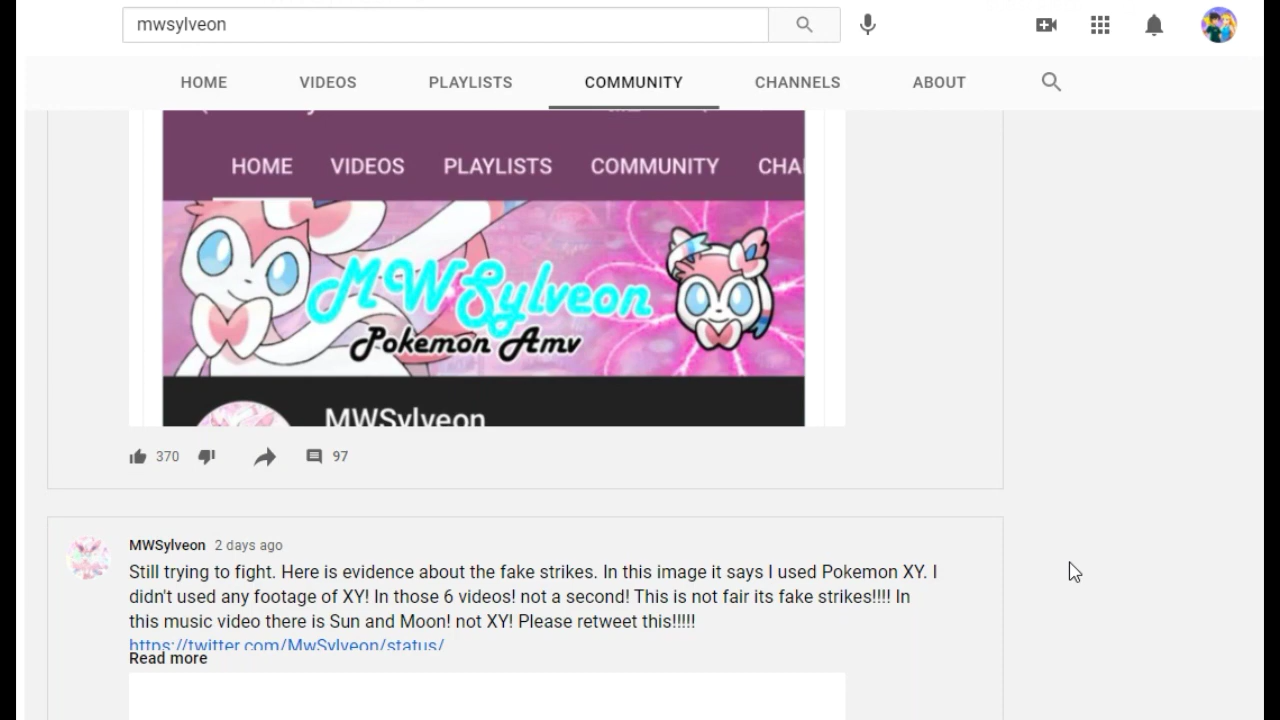 mwsylveon
HOME VIDEOS PLAYLISTS COMMUNITY CHANNELS ABOUT
HOME VIDEOS PLAYLISTS COMMUNITY CHA
MWSylveon
Pokemon Amv
MWSylveon
370 97
MWSylveon 2 days ago
Still trying to fight. Here is evidence about the fake strikes. In this image it says I used Pokemon XY. I
didn't used any footage of XY! In those 6 videos! not a second! This is not fair its fake strikes!!!! In
this music video there is Sun and Moon! not XY! Please retweet this!!!!!
https://twitter.com/MwSylveon/status/
Read more